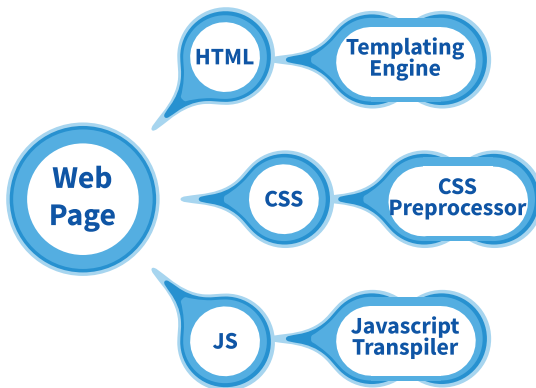 HTML
Templating
Engine
Web
Page
CSS
CSS
Preprocessor
JS
Javascript
Transpiler